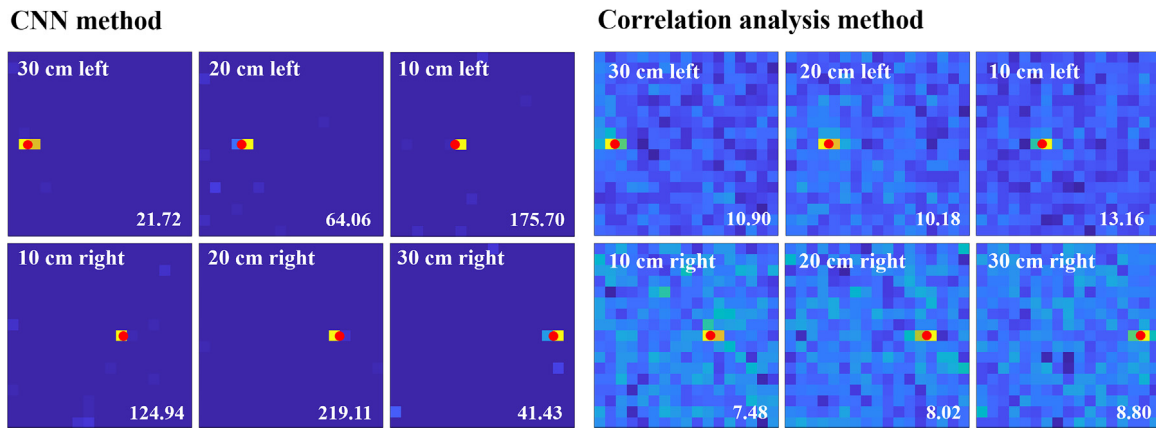 CNN method
30 cm left
20 cm left
10 cm left
21.72
64.06
175.70
10 cm right
20 cm right
30 cm right
124.94
219.11
41.43
Correlation analysis method
30 cm left
20 cm left
10 cm left
10.90
10.18
13.16
10 cm right
20 cm right
30 cm right
7.48
8.02
8.80